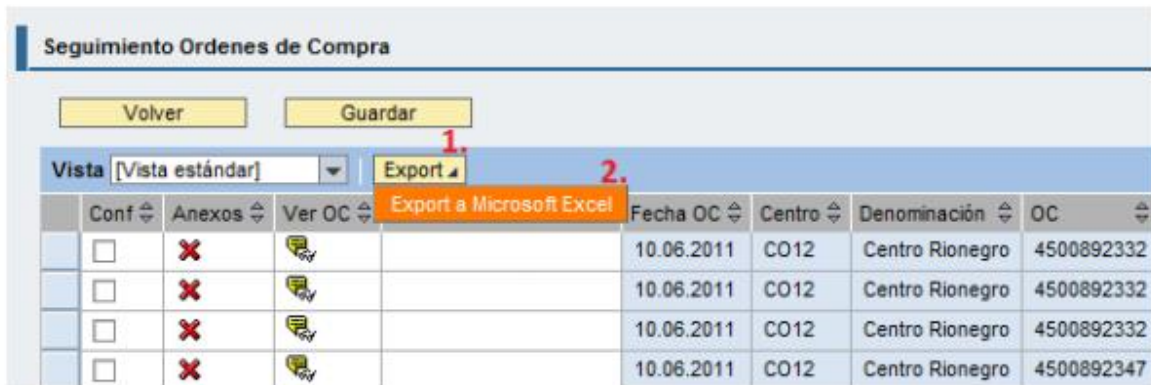 Seguimiento Ordenes de Compra
Volver Guardar
1.
Vista [Vista estándar] Export 2.
Export a Microsoft Excel
Conf Anexos Ver OC Fecha OC Centro Denominación OC
10.06.2011 CO12 Centro Rionegro 4500892332
10.06.2011 CO12 Centro Rionegro 4500892332
10.06.2011 CO12 Centro Rionegro 4500892332
10.06.2011 CO12 Centro Rionegro 4500892347